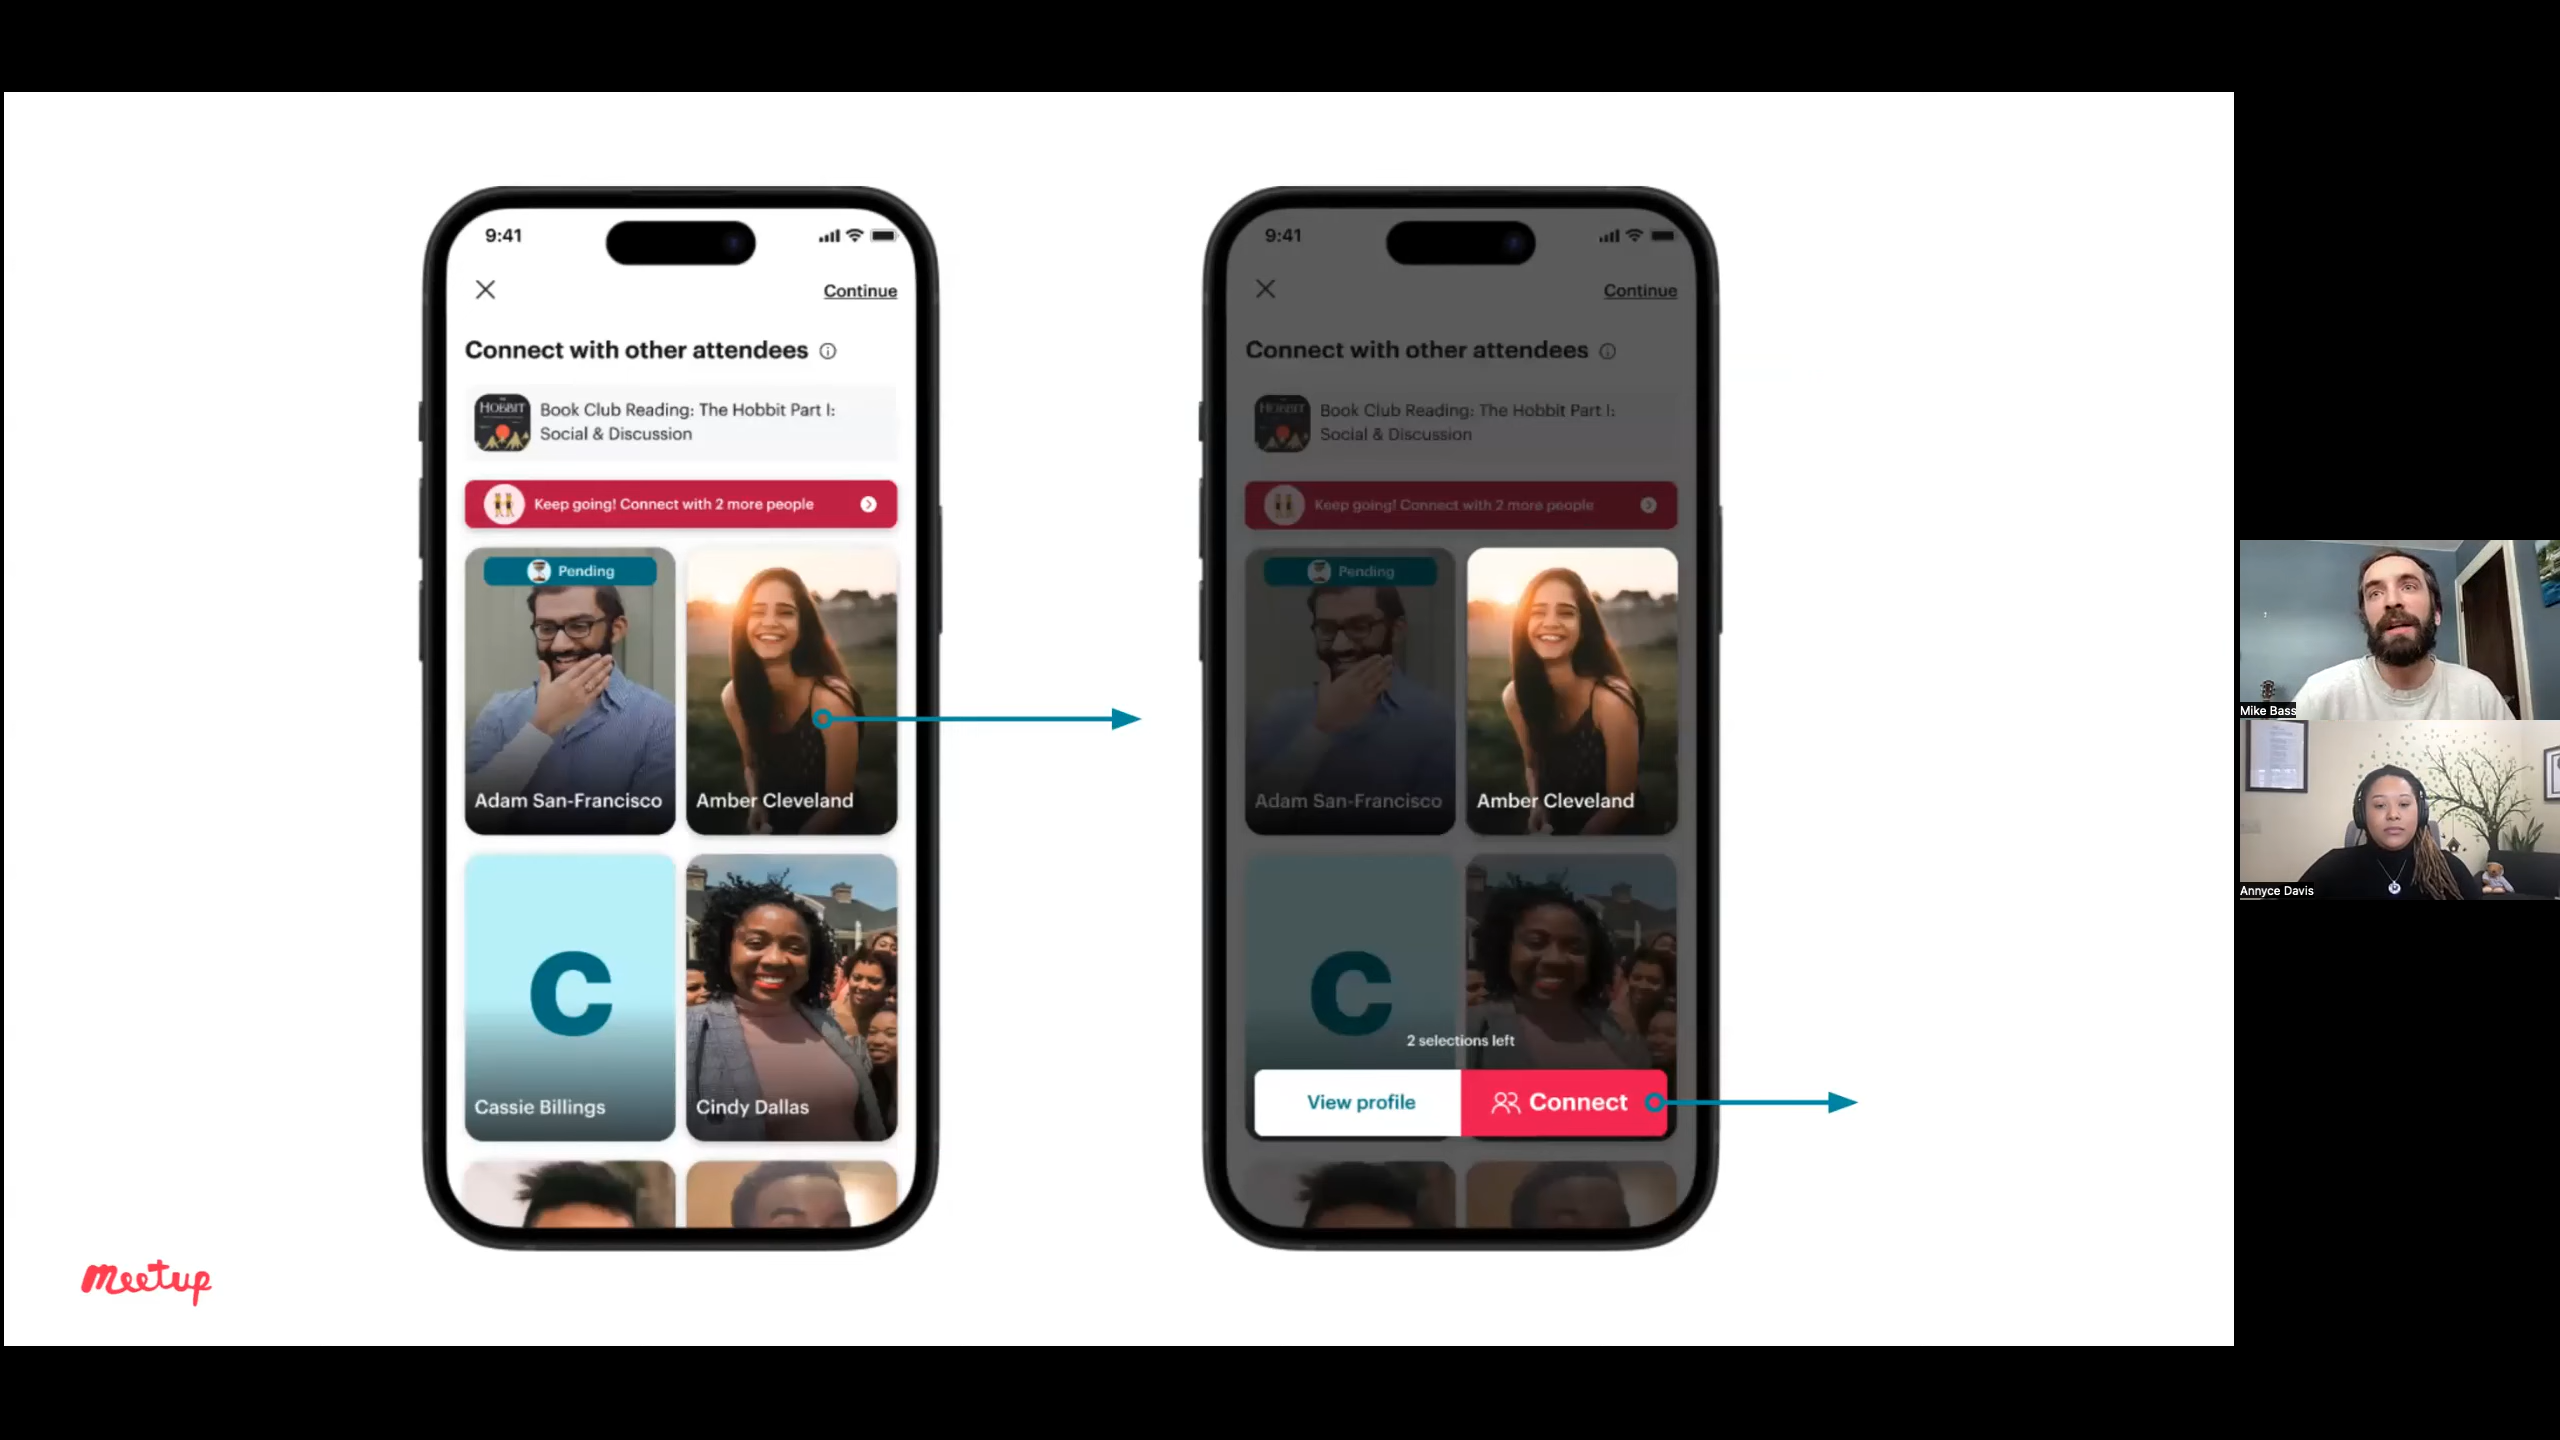 9:41
Continue
Connect with other attendees
HOBBIT
Book Club Reading: The Hobbit Part I:
Social & Discussion
Keep going! Connect with 2 more people
Pending
Adam San-Francisco
Amber Cleveland
C
Cassie Billings
Cindy Dallas
9:41
Continue
Connect with other attendees
HOBBIT
Book Club Reading: The Hobbit Part I:
Social & Discussion
Keep going! Connect with 2 more people
Pending
Adam San-Francisco
Amber Cleveland
C
2 selections left
View profile
Connect
meetup
Mike Bass
Annyce Davis